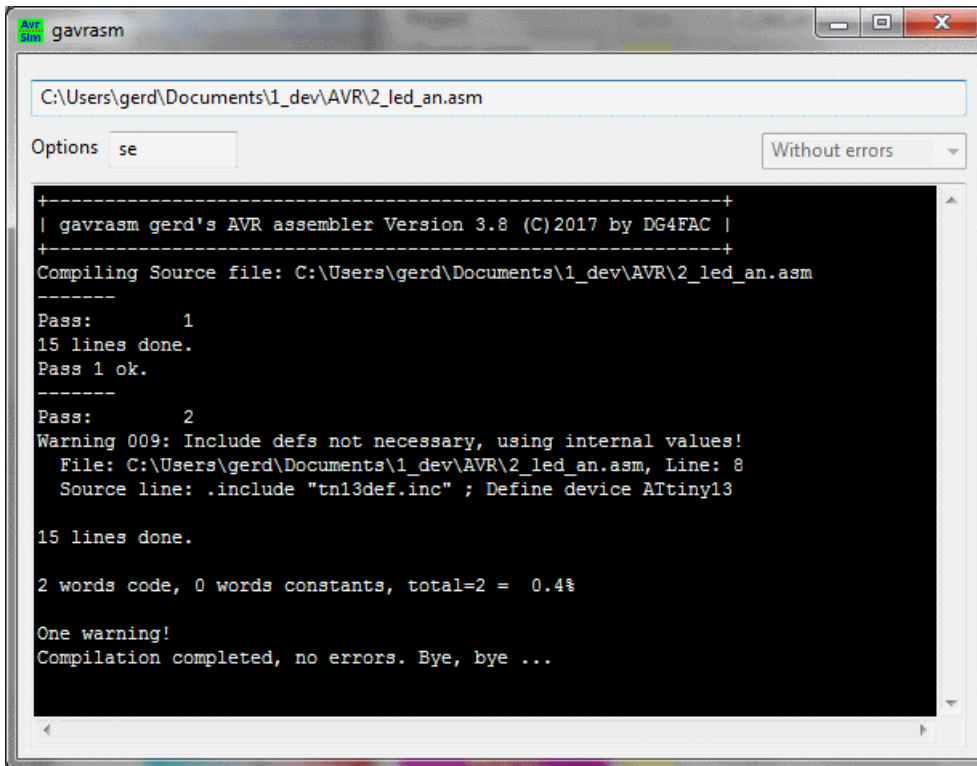 Avr
Sim gavrasm
C:\Users\gerd\Documents\1_dev\AVR\2_led_an.asm
Options se Without errors
+------------------------------------------------------------+
| gavrasm gerd's AVR assembler Version 3.8 (C)2017 by DG4FAC |
+------------------------------------------------------------+
Compiling Source file: C:\Users\gerd\Documents\1_dev\AVR\2_led_an.asm
-------
Pass:        1
15 lines done.
Pass 1 ok.
-------
Pass:        2
Warning 009: Include defs not necessary, using internal values!
  File: C:\Users\gerd\Documents\1_dev\AVR\2_led_an.asm, Line: 8
  Source line: .include "tn13def.inc" ; Define device ATtiny13
15 lines done.
2 words code, 0 words constants, total=2 =  0.4%
One warning!
Compilation completed, no errors. Bye, bye ...